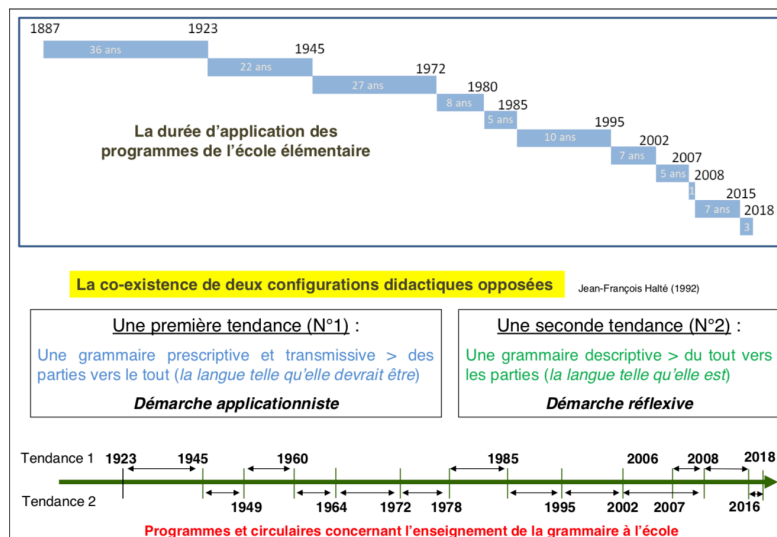 1887
1923
36 ans
1945
22 ans
1972
27 ans
1980
8 ans
1985
5 ans
1995
10 ans
2002
7 ans
2007
5 ans
2008
1
2015
7 ans
2018
3
La durée d'application des
programmes de l'école élémentaire
La co-existence de deux configurations didactiques opposées
Jean-François Halté (1992)
Une première tendance (N°1) :
Une grammaire prescriptive et transmissive > des
parties vers le tout (la langue telle qu'elle devrait être)
Démarche applicationniste
Une seconde tendance (N°2) :
Une grammaire descriptive > du tout vers
les parties (la langue telle qu'elle est)
Démarche réflexive
Tendance 1 1923 1945 1960 1985 2006 2008 2018
Tendance 2 1949 1964 1972 1978 1995 2002 2007 2016
Programmes et circulaires concernant l'enseignement de la grammaire à l'école